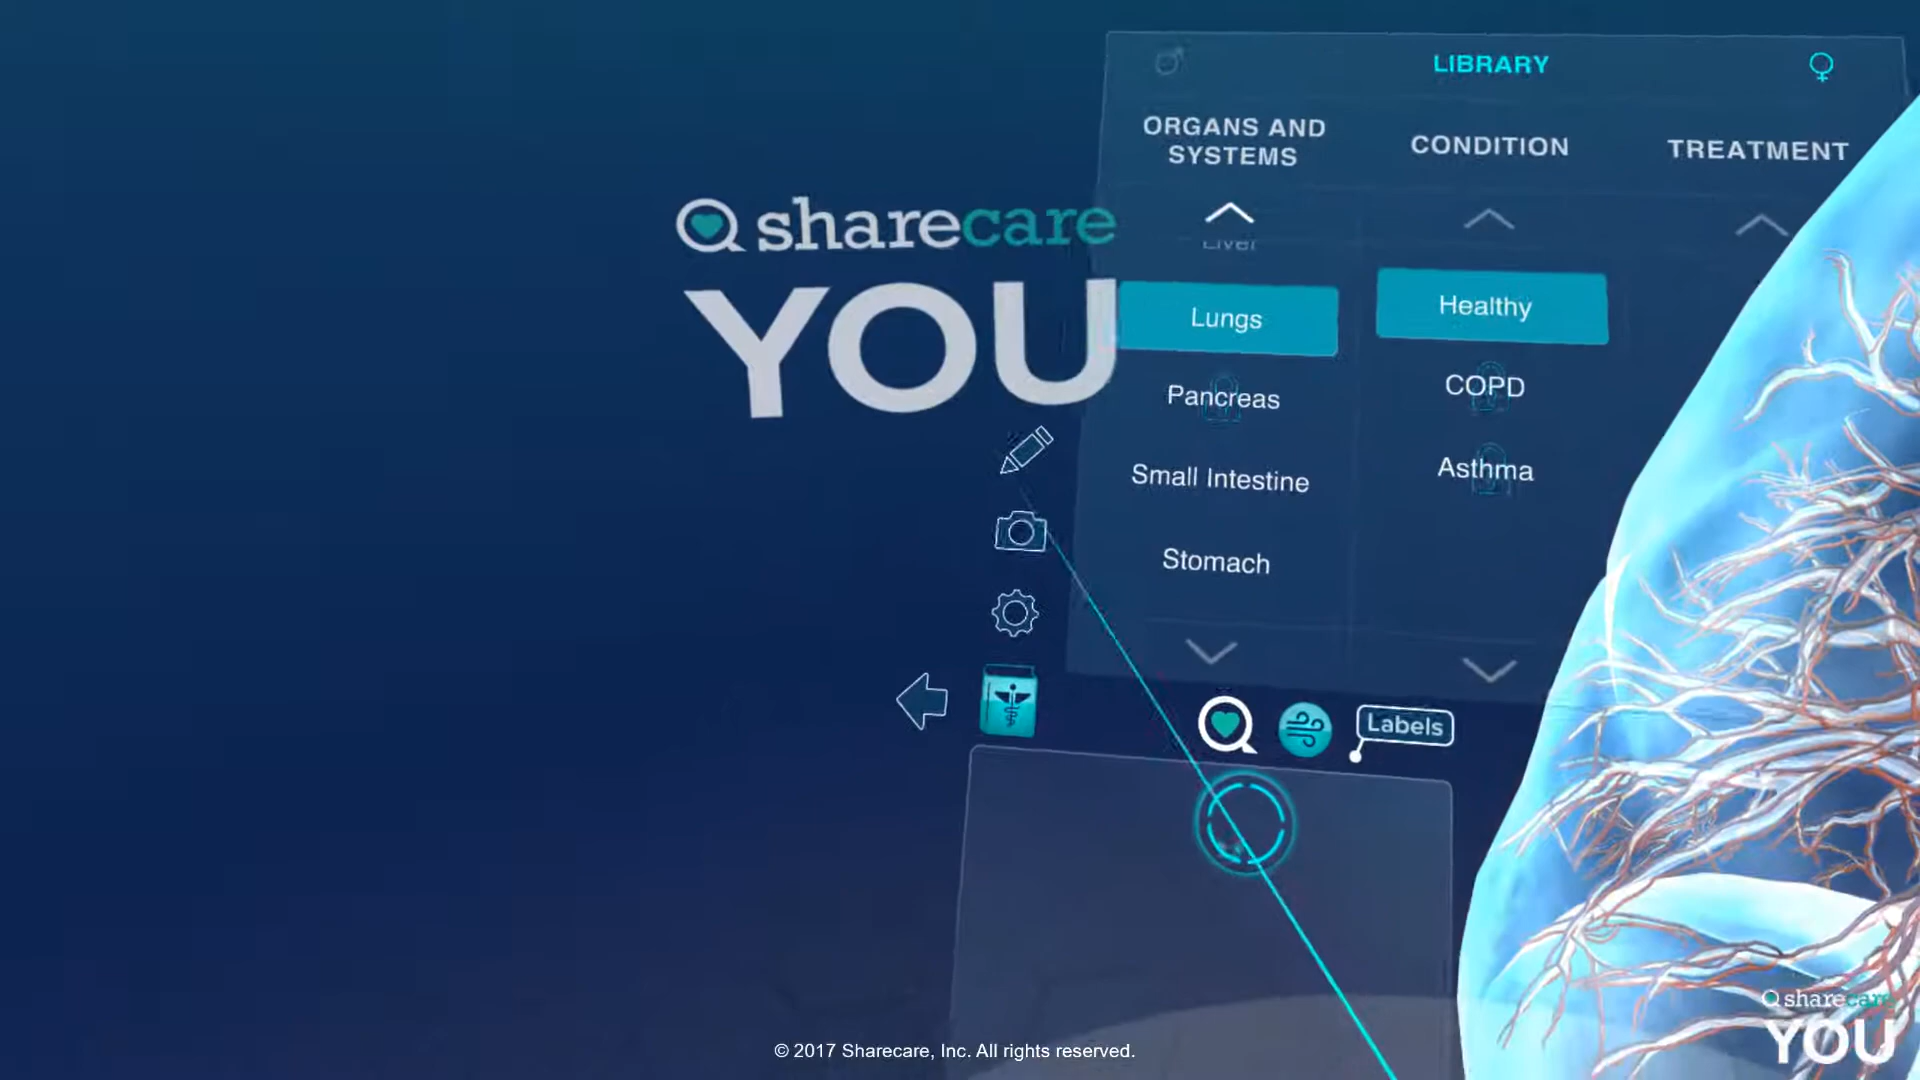 LIBRARY
ORGANS AND
SYSTEMS
CONDITION
TREATMENT
sharecare
YOU
Liver
Lungs
Healthy
Pancreas
COPD
Small Intestine
Asthma
Stomach
Labels
sharecare
YOU
© 2017 Sharecare, Inc. All rights reserved.